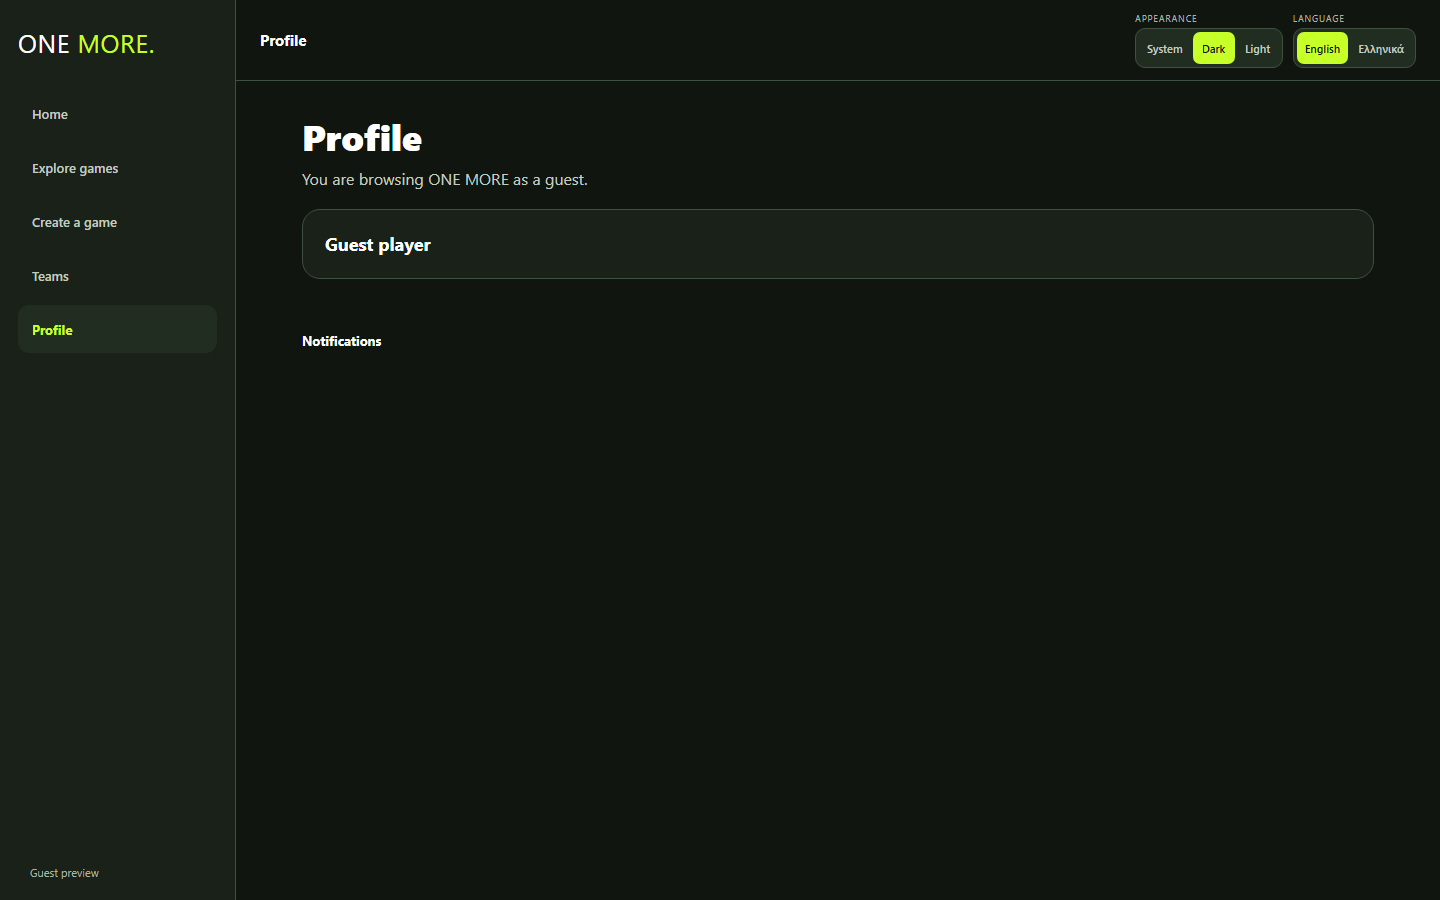 ONE MORE.
Home
Explore games
Create a game
Teams
Profile
Guest preview
Profile
APPEARANCE
System Dark Light
LANGUAGE
English Ελληνικά
Profile
You are browsing ONE MORE as a guest.
Guest player
Notifications